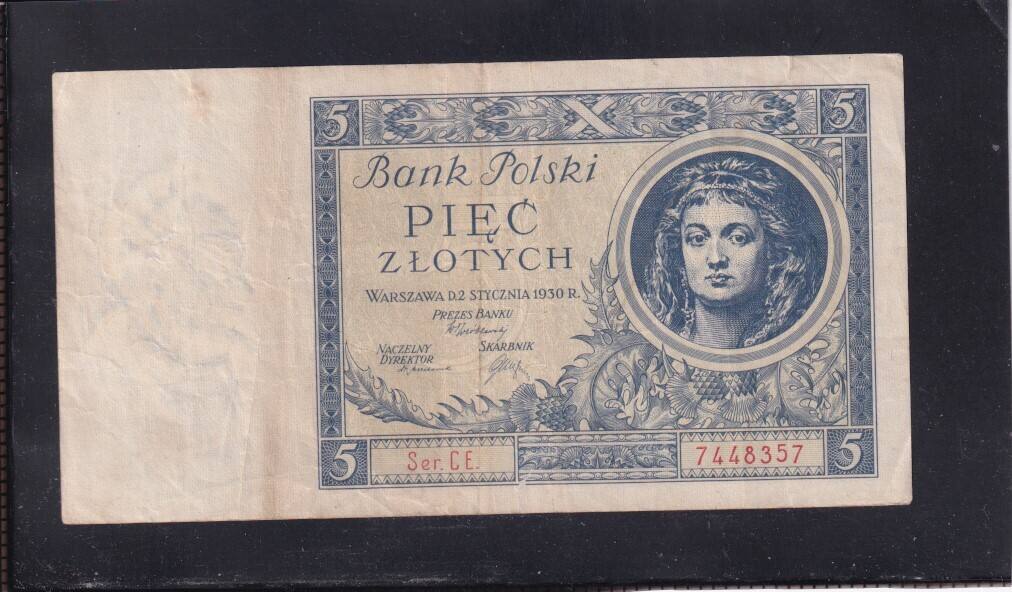 5 5
Bank Polski
PIĘĆ
ZŁOTYCH
WARSZAWA D.2 STYCZNIA 1930 R.
PREZES BANKU
NACZELNY SKARBNIK
DYREKTOR
5 Ser. CE. 7448357 5